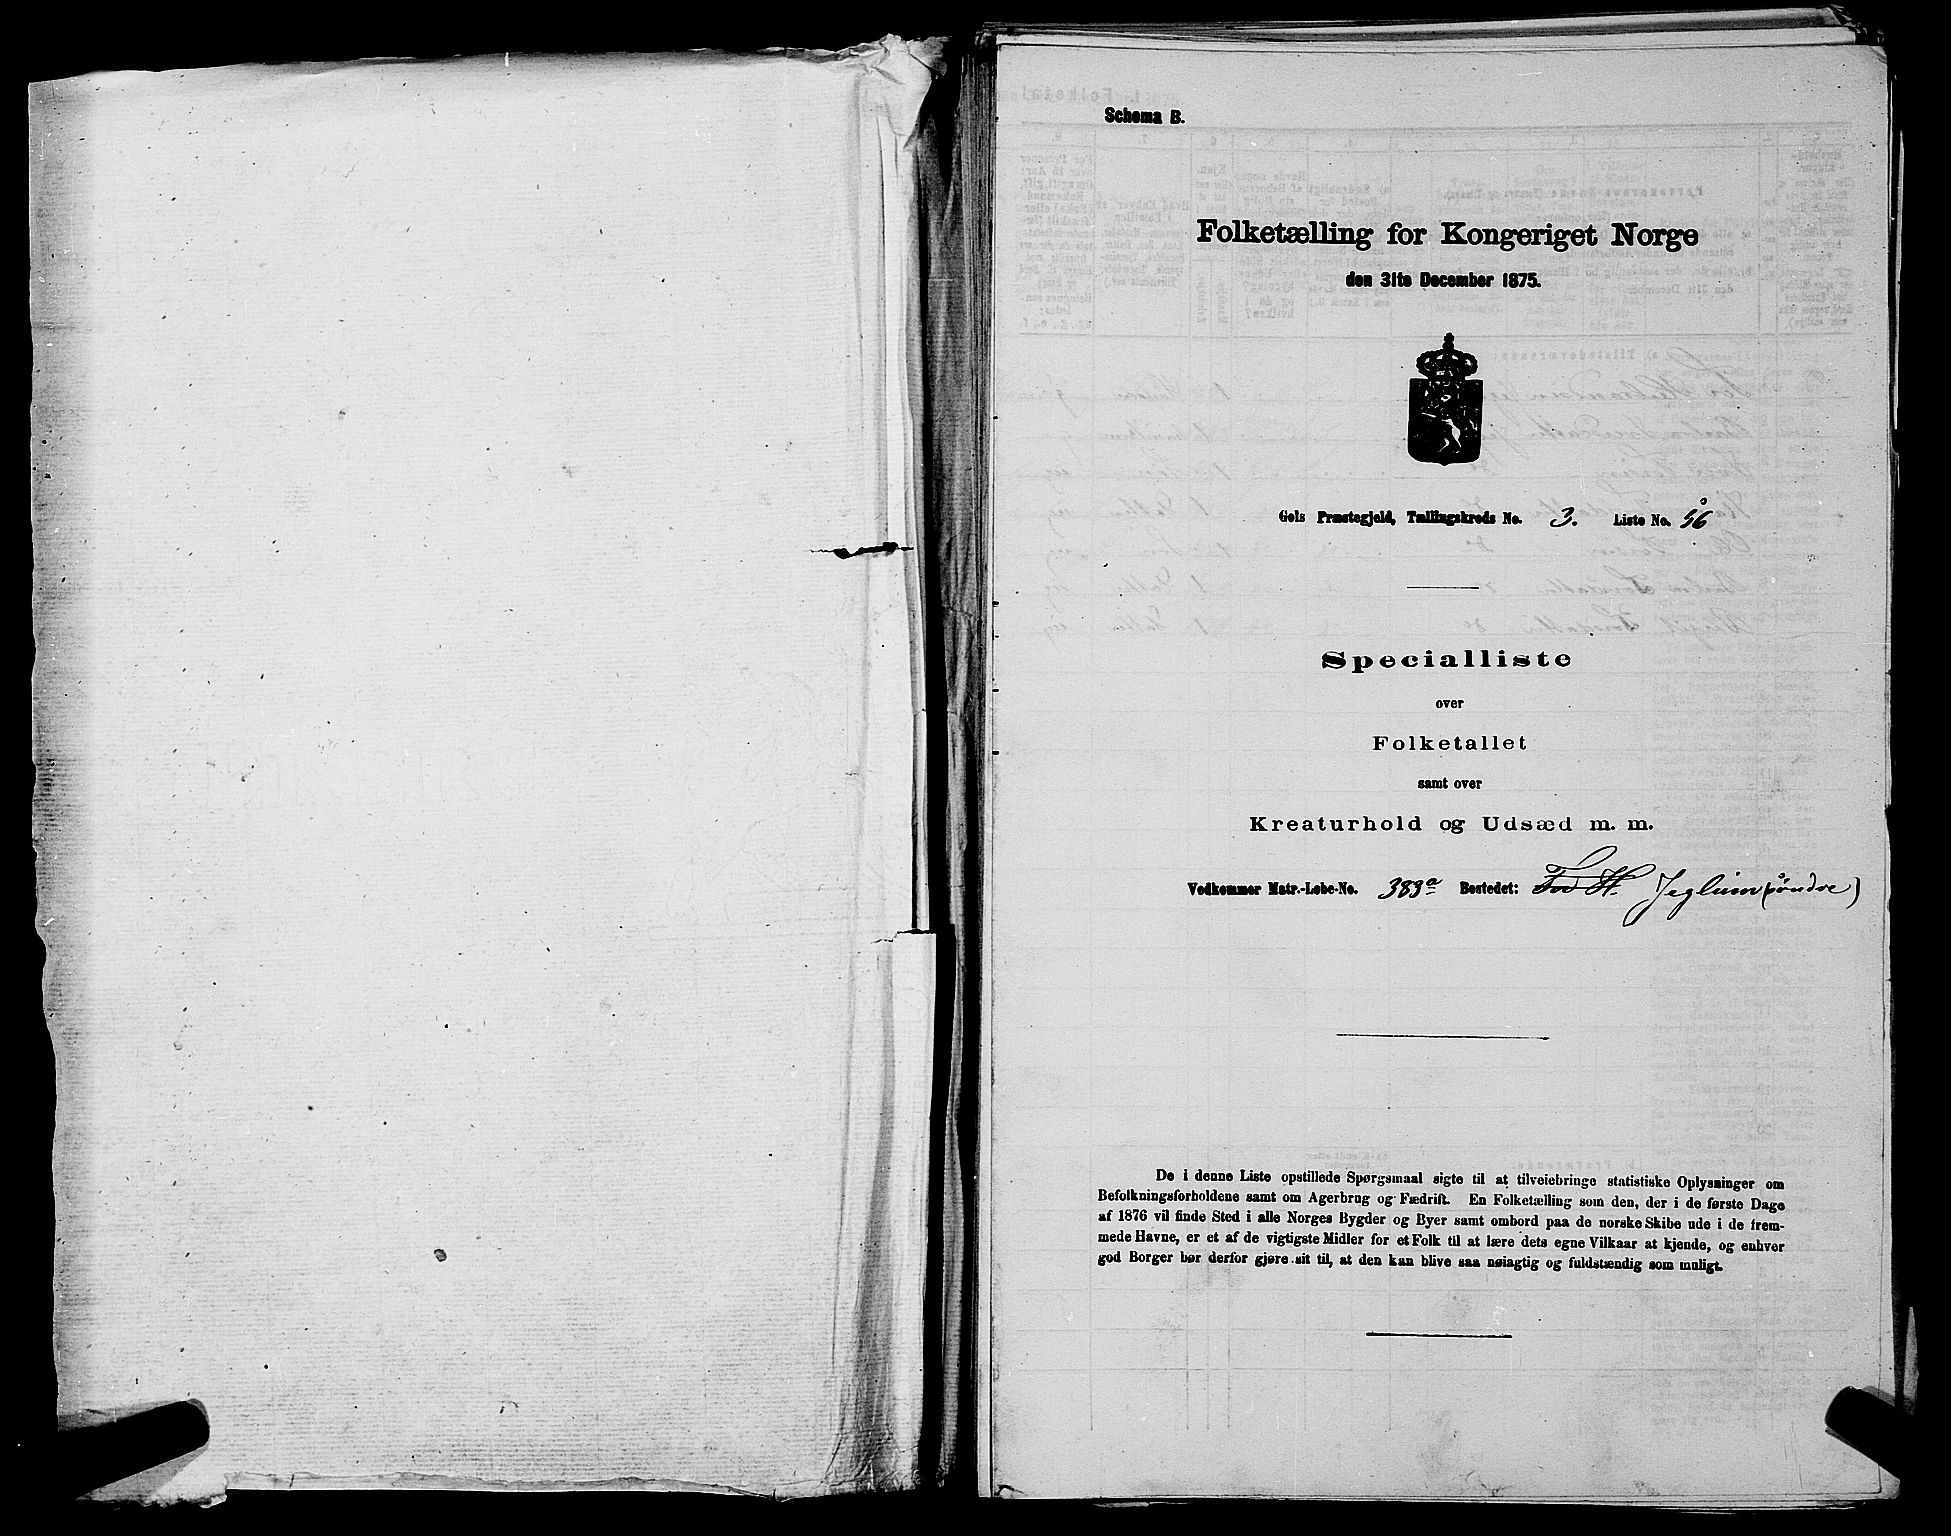 Schema B.
Folketælling for Kongeriget Norge
den 31te December 1875.
Gols Præstegjeld, Tællingskreds No. 3. Liste No. 56
Specialliste
over
Folketallet
samt over
Kreaturhold og Udsæd m. m.
Vedkommer Matr.-Løbe-No. 383a Bostedet: Jeglum (söndre)
De i denne Liste opstillede Spørgsmaal sigte til at tilveiebringe statistiske Oplysninger om
Befolkningsforholdene samt om Agerbrug og Fædrift. En Folketælling som den, der i de første Dage
af 1876 vil finde Sted i alle Norges Bygder og Byer samt ombord paa de norske Skibe ude i de frem-
mede Havne, er et af de vigtigste Midler for et Folk til at lære dets egne Vilkaar at kjende, og enhver
god Borger bør derfor gjøre sit til, at den kan blive saa nøiagtig og fuldstændig som muligt.